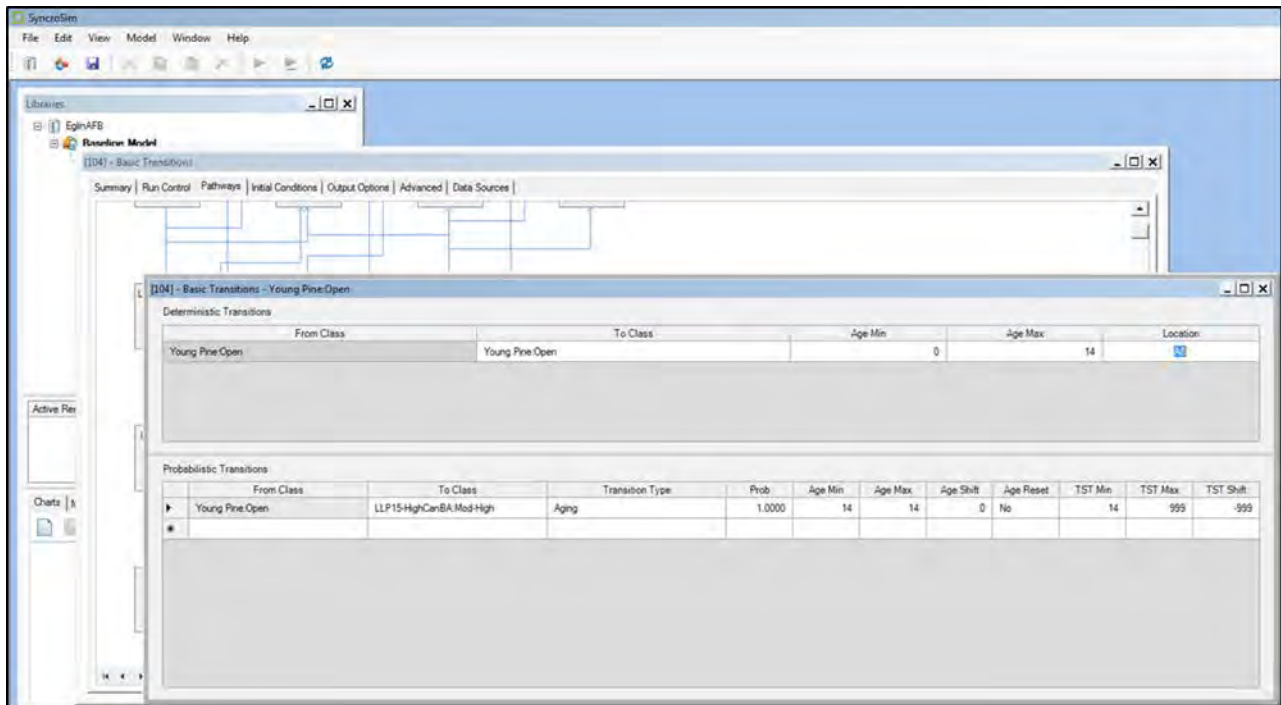 SyncroSim
File Edit View Model Window Help
Libraries
EglinAFB
Baseline Model
[104] - Basic Transitions
Summary | Run Control Pathways | Initial Conditions | Output Options | Advanced | Data Sources |
[104] - Basic Transitions - Young Pine:Open
Deterministic Transitions
From Class To Class Age Min Age Max Location
Young Pine:Open Young Pine:Open 0 14
Active
Probabilistic Transitions
From Class To Class Transition Type Prob Age Min Age Max Age Shift Age Reset TST Min TST Max TST Shift
Young Pine:Open LLP15-HighCanBA:Mod-High Aging 1.0000 14 14 0 No 14 999 -999
Charts